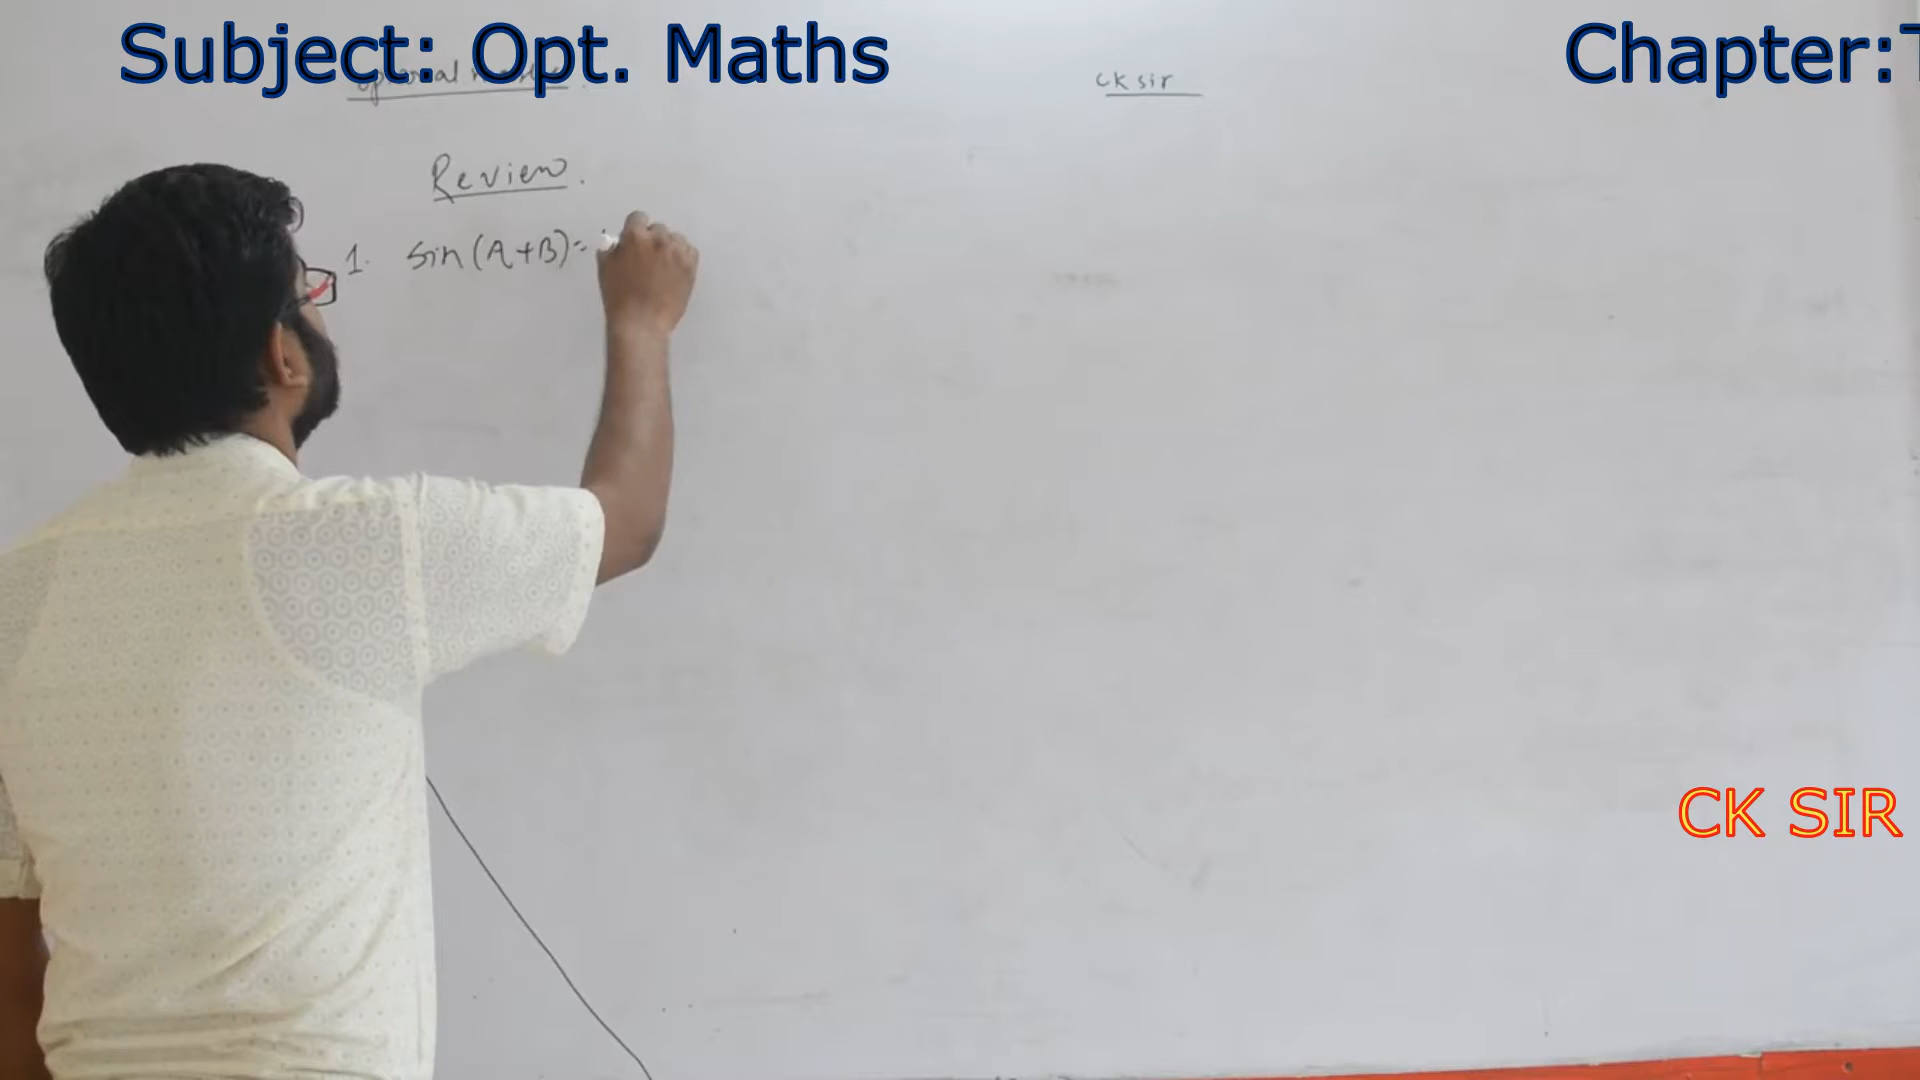 Subject: Opt. Maths
Chapter:T
ck sir
Review.
1. sin(A+B)=
CK SIR